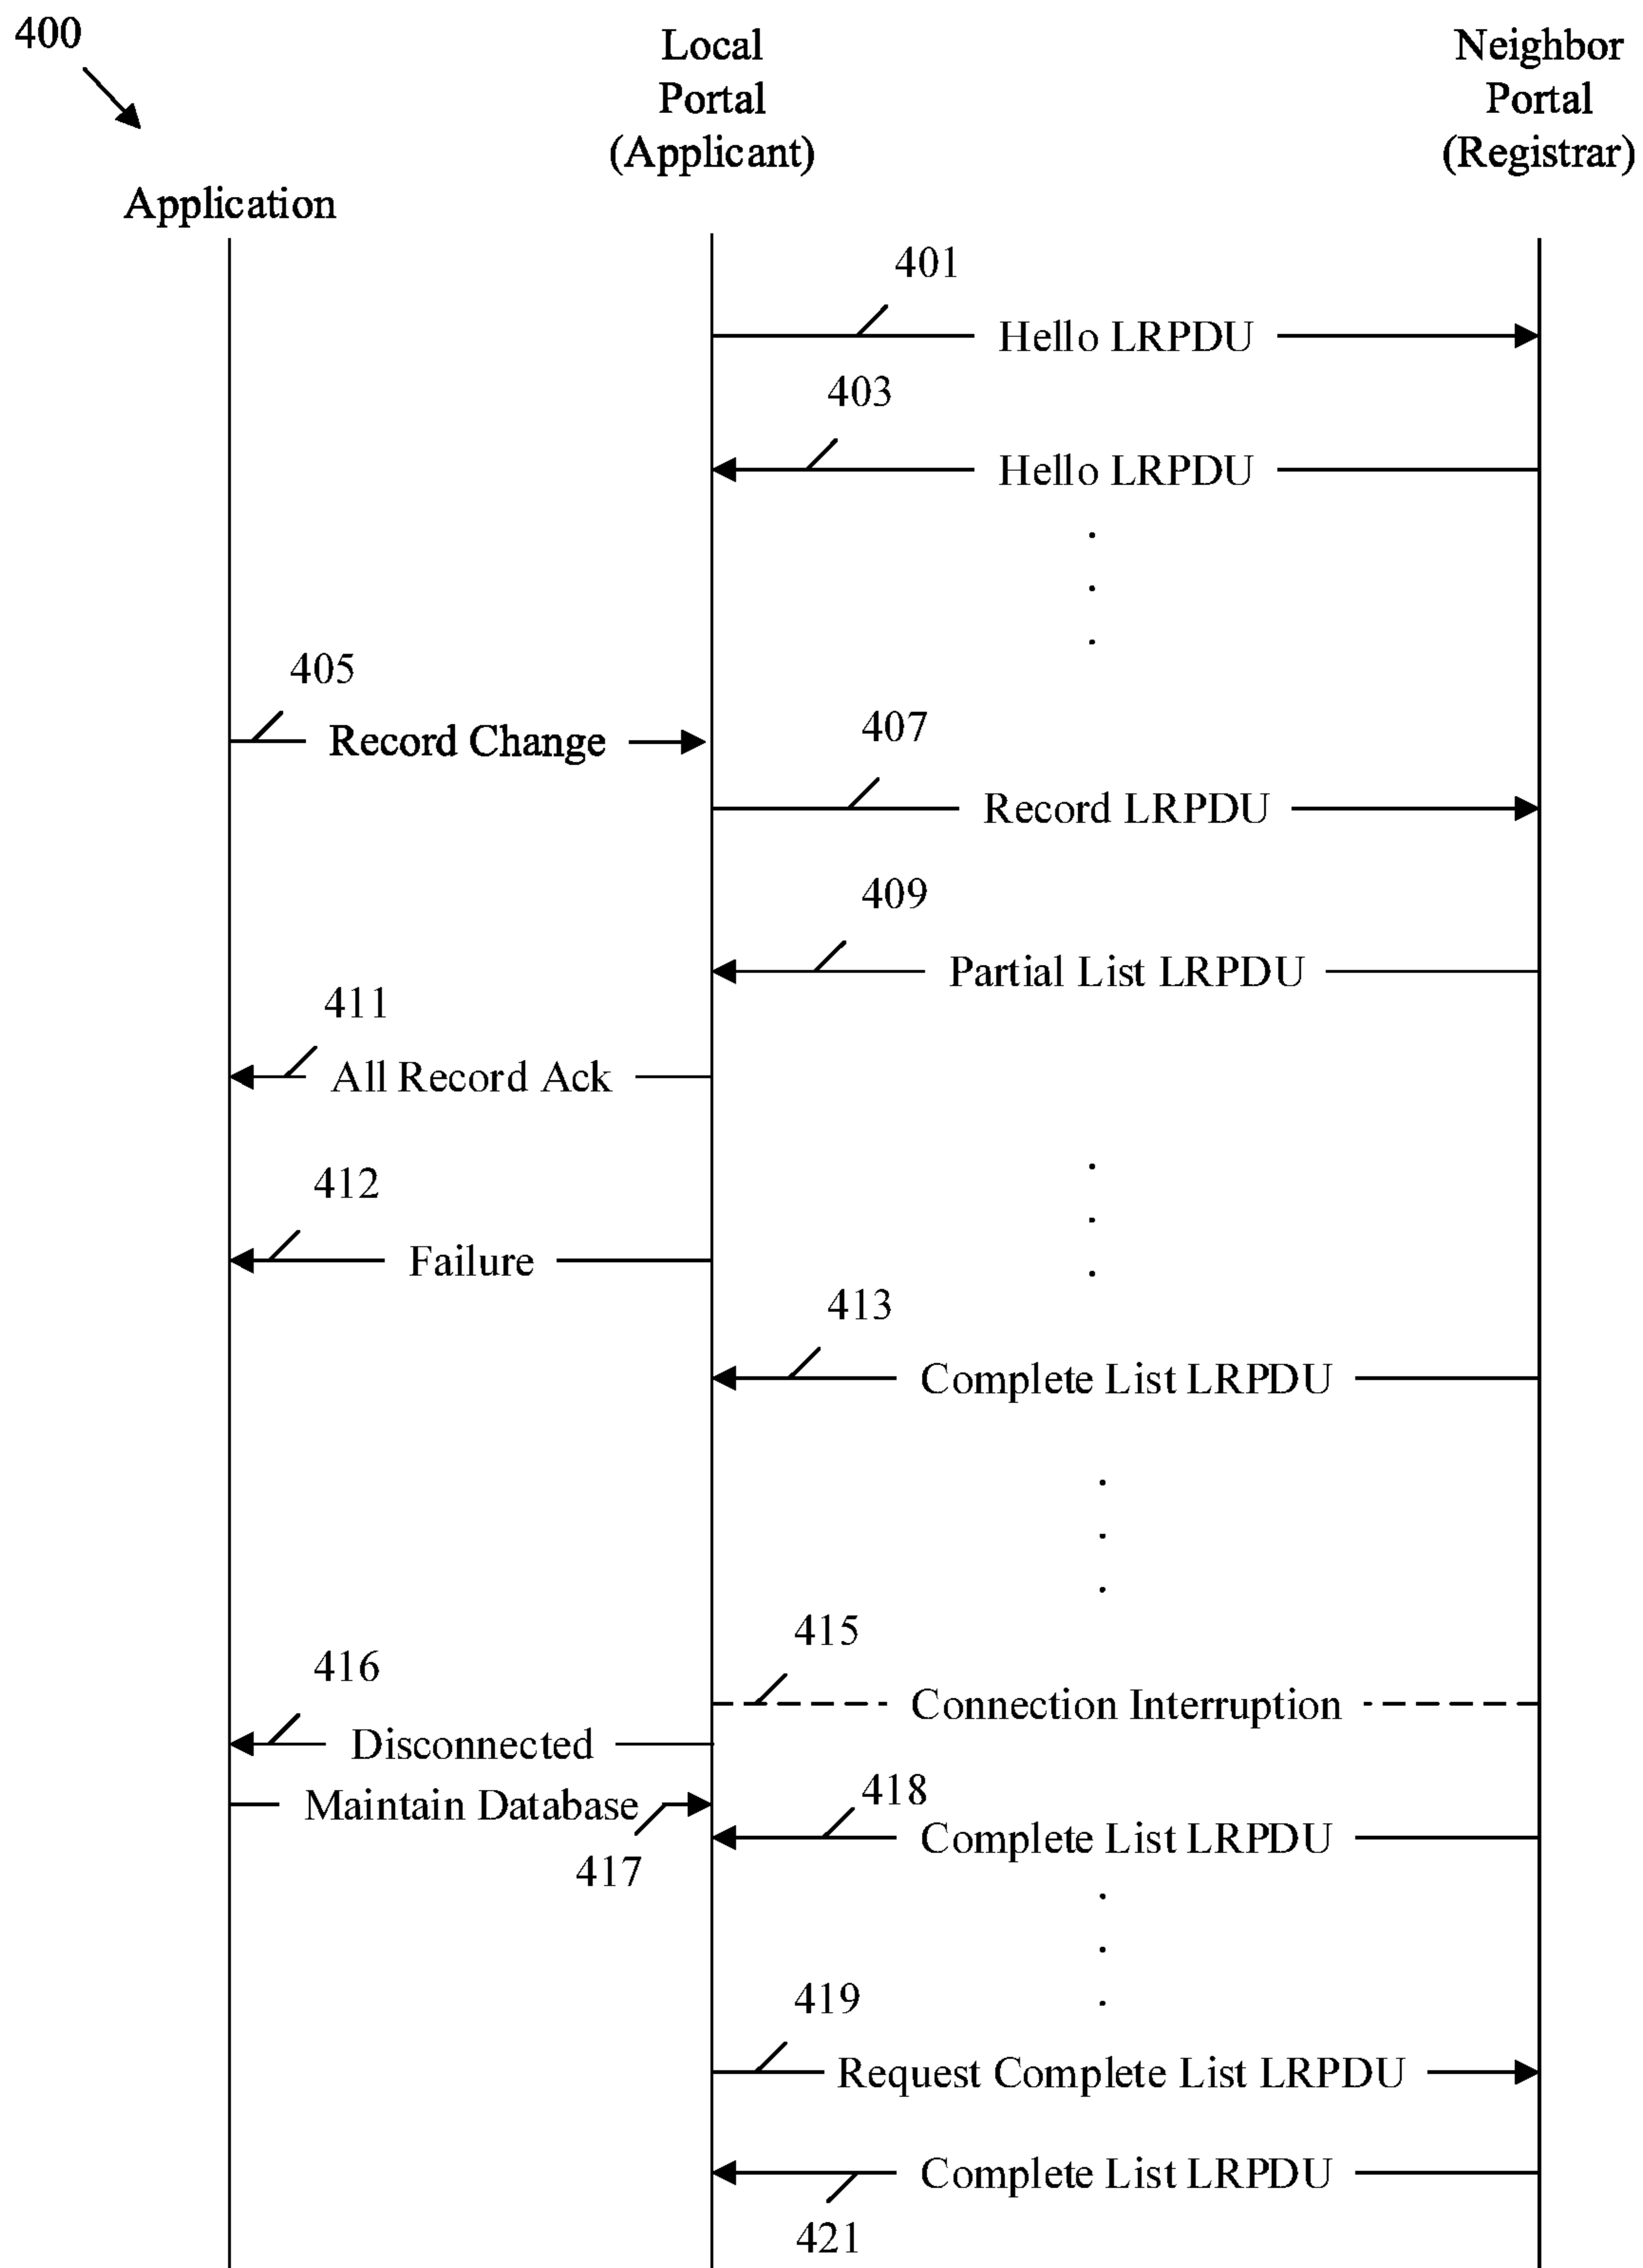 400
Local
Portal
(Applicant)
Neighbor
Portal
(Registrar)
Application
401
Hello LRPDU
403
Hello LRPDU
405
Record Change
407
Record LRPDU
409
Partial List LRPDU
411
All Record Ack
412
Failure
413
Complete List LRPDU
415
Connection Interruption
416
Disconnected
Maintain Database
417
418
Complete List LRPDU
419
Request Complete List LRPDU
Complete List LRPDU
421